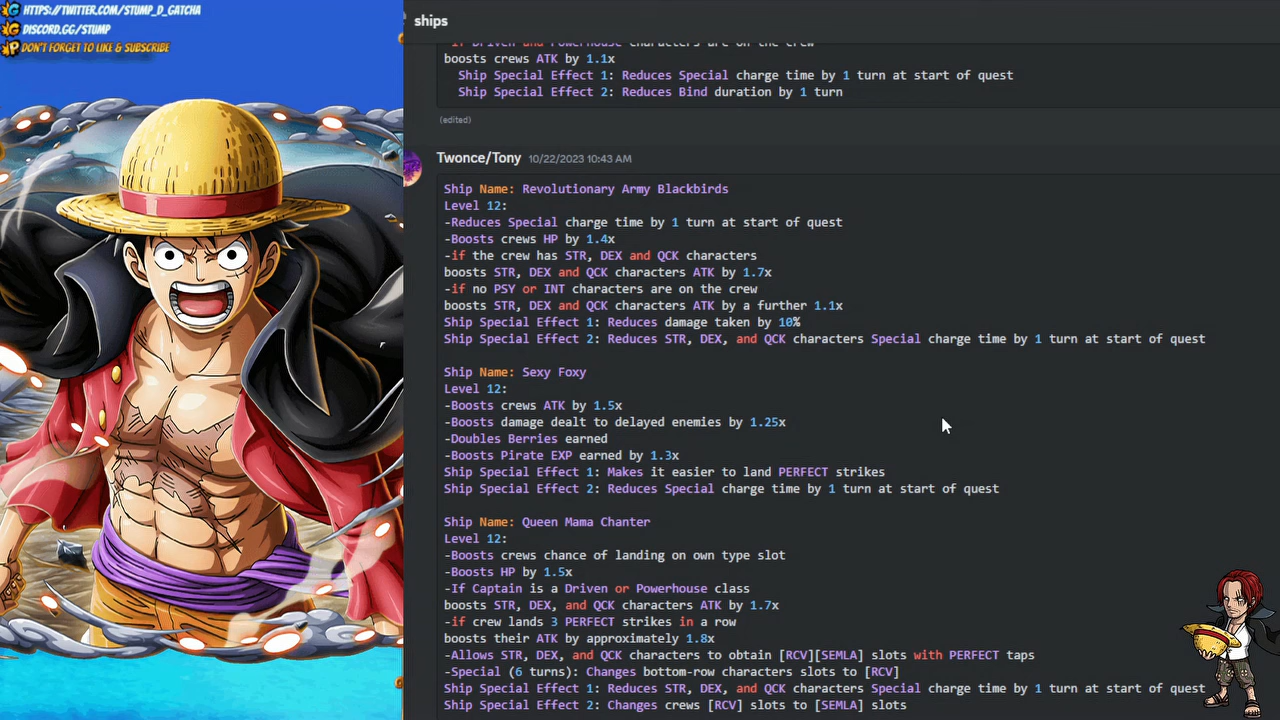 HTTPS://TWITTER.COM/STUMP_D_GATCHA
DISCORD.GG/STUMP
DON'T FORGET TO LIKE & SUBSCRIBE
ships
-if Driven and Powerhouse characters are on the crew
boosts crews ATK by 1.1x
Ship Special Effect 1: Reduces Special charge time by 1 turn at start of quest
Ship Special Effect 2: Reduces Bind duration by 1 turn
(edited)
Twonce/Tony 10/22/2023 10:43 AM
Ship Name: Revolutionary Army Blackbirds
Level 12:
-Reduces Special charge time by 1 turn at start of quest
-Boosts crews HP by 1.4x
-if the crew has STR, DEX and QCK characters
boosts STR, DEX and QCK characters ATK by 1.7x
-if no PSY or INT characters are on the crew
boosts STR, DEX and QCK characters ATK by a further 1.1x
Ship Special Effect 1: Reduces damage taken by 10%
Ship Special Effect 2: Reduces STR, DEX, and QCK characters Special charge time by 1 turn at start of quest
Ship Name: Sexy Foxy
Level 12:
-Boosts crews ATK by 1.5x
-Boosts damage dealt to delayed enemies by 1.25x
-Doubles Berries earned
-Boosts Pirate EXP earned by 1.3x
Ship Special Effect 1: Makes it easier to land PERFECT strikes
Ship Special Effect 2: Reduces Special charge time by 1 turn at start of quest
Ship Name: Queen Mama Chanter
Level 12:
-Boosts crews chance of landing on own type slot
-Boosts HP by 1.5x
-If Captain is a Driven or Powerhouse class
boosts STR, DEX, and QCK characters ATK by 1.7x
-if crew lands 3 PERFECT strikes in a row
boosts their ATK by approximately 1.8x
-Allows STR, DEX, and QCK characters to obtain [RCV][SEMLA] slots with PERFECT taps
-Special (6 turns): Changes bottom-row characters slots to [RCV]
Ship Special Effect 1: Reduces STR, DEX, and QCK characters Special charge time by 1 turn at start of quest
Ship Special Effect 2: Changes crews [RCV] slots to [SEMLA] slots